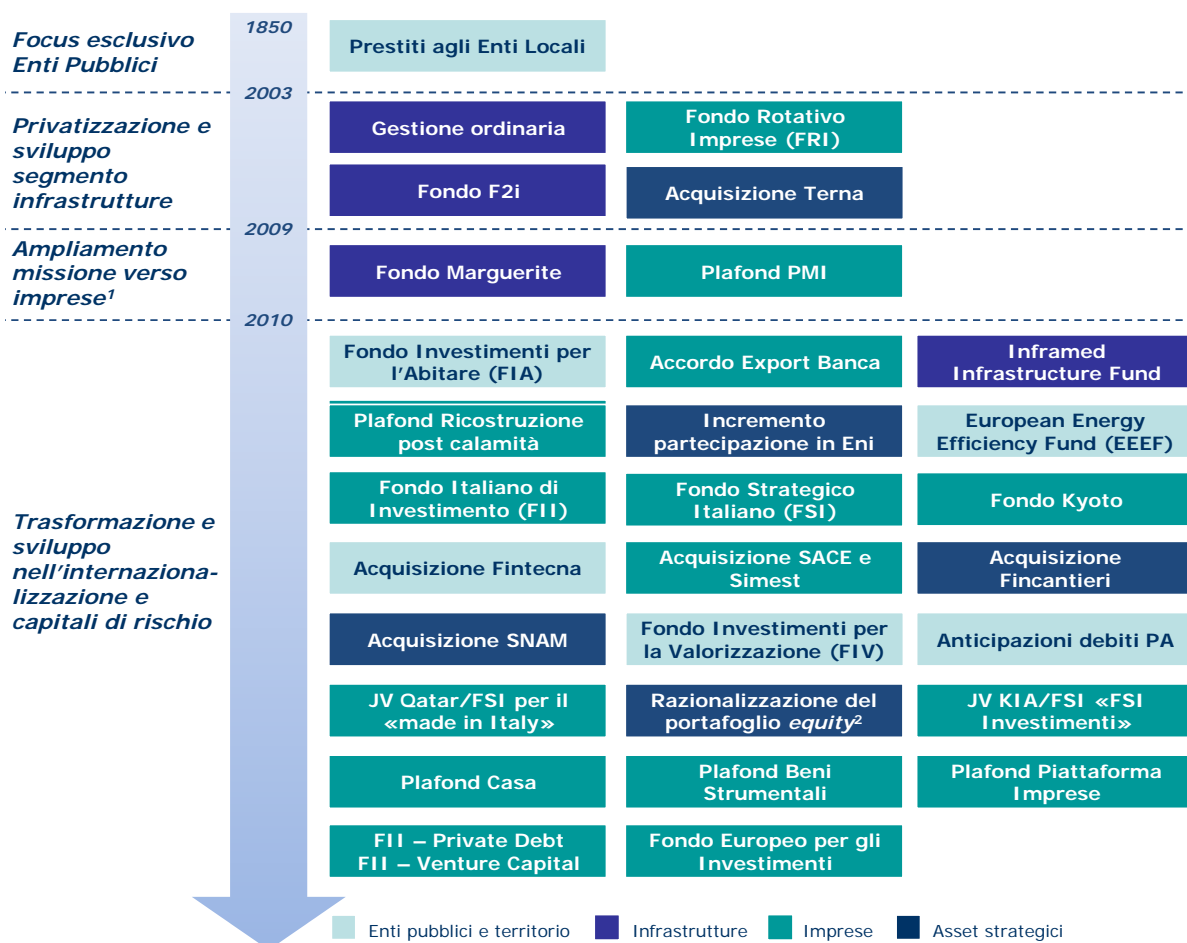 1850
Focus esclusivo
Enti Pubblici
Prestiti agli Enti Locali
2003
Privatizzazione e
sviluppo
segmento
infrastrutture
Gestione ordinaria
Fondo Rotativo
Imprese (FRI)
Fondo F2i
Acquisizione Terna
2009
Ampliamento
missione verso
imprese¹
Fondo Marguerite
Plafond PMI
2010
Trasformazione e
sviluppo
nell'internaziona-
lizzazione e
capitali di rischio
Fondo Investimenti per
l'Abitare (FIA)
Accordo Export Banca
Inframed
Infrastructure Fund
Plafond Ricostruzione
post calamità
Incremento
partecipazione in Eni
European Energy
Efficiency Fund (EEEF)
Fondo Italiano di
Investimento (FII)
Fondo Strategico
Italiano (FSI)
Fondo Kyoto
Acquisizione Fintecna
Acquisizione SACE e
Simest
Acquisizione
Fincantieri
Acquisizione SNAM
Fondo Investimenti per
la Valorizzazione (FIV)
Anticipazioni debiti PA
JV Qatar/FSI per il
«made in Italy»
Razionalizzazione del
portafoglio equity²
JV KIA/FSI «FSI
Investimenti»
Plafond Casa
Plafond Beni
Strumentali
Plafond Piattaforma
Imprese
FII – Private Debt
FII – Venture Capital
Fondo Europeo per gli
Investimenti
Enti pubblici e territorio
Infrastrutture
Imprese
Asset strategici